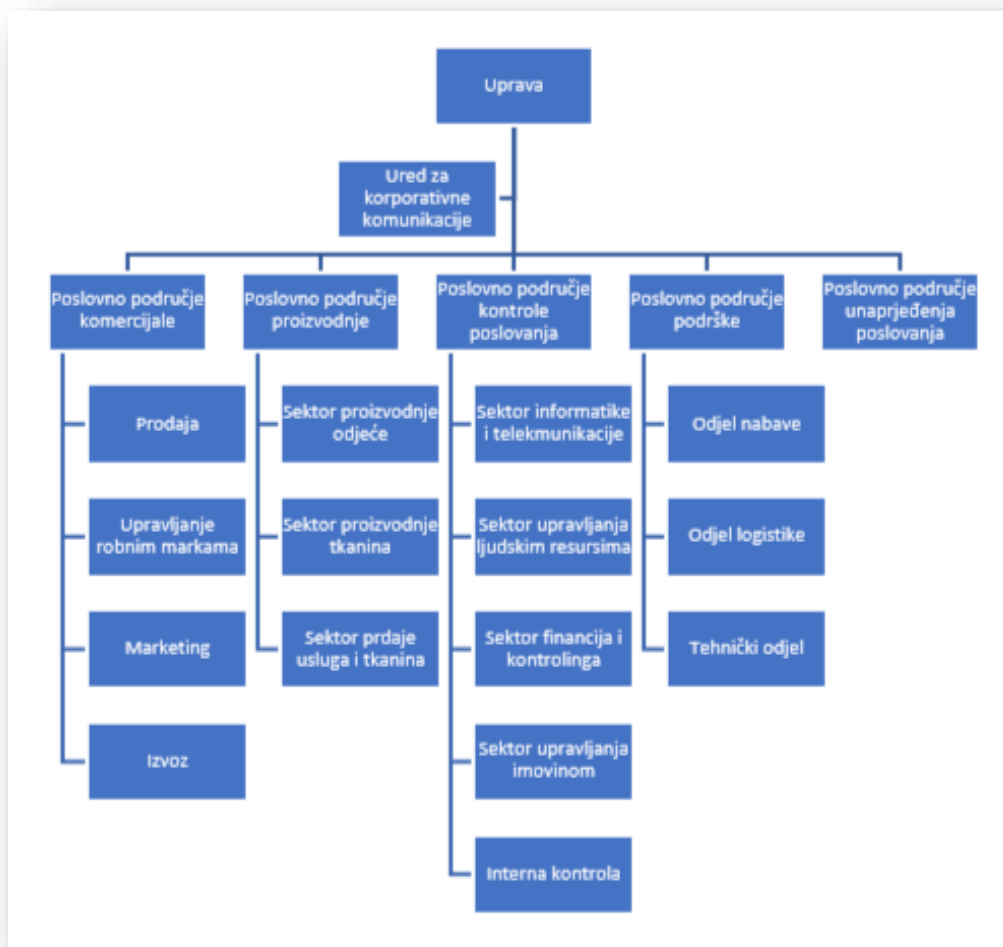 Uprava
Ured za
korporativne
komunikacije
Poslovno područje
komercijale
Poslovno područje
proizvodnje
Poslovno područje
kontrole
poslovanja
Poslovno područje
podrške
Poslovno područje
unaprjeđenja
poslovanja
Prodaja
Upravljanje
robnim markama
Marketing
Izvoz
Sektor proizvodnje
odjeće
Sektor proizvodnje
tkanina
Sektor prdaje
usluga i tkanina
Sektor informatike
i telekmunikacije
Sektor upravljanja
ljudskim resursima
Sektor financija i
kontrolinga
Sektor upravljanja
imovinom
Interna kontrola
Odjel nabave
Odjel logistike
Tehnički odjel